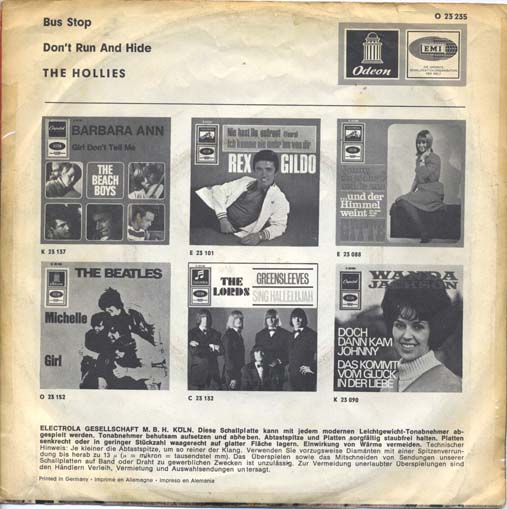 Bus Stop
O 23 235
Don't Run And Hide
THE HOLLIES
Odeon
EMI
BARBARA ANN
Girl Don't Tell Me
THE
BEACH
BOYS
K 23 157
Nie hast Du gefragt
REX GILDO
E 23 101
...und der
Himmel
weint
E 23 088
THE BEATLES
Michelle
Girl
O 23 152
THE
LORDS
GREENSLEEVES
SING HALLELUJAH
C 23 132
WANDA
JACKSON
DOCH
DANN KAM
JOHNNY
DAS KOMMT
VOM GLÜCK
IN DER LIEBE
K 23 090
ELECTROLA GESELLSCHAFT M. B. H. KÖLN. Diese Schallplatte kann mit jedem modernen Leichtgewicht-Tonabnehmer ab-
gespielt werden. Tonabnehmer behutsam aufsetzen und abheben. Abtastspitze und Platten sorgfältig staubfrei halten. Platten
senkrecht oder in geringer Stückzahl waagerecht auf glatter Fläche lagern. Einwirkung von Wärme vermeiden. Technischer
Hinweis: Je kleiner die Abtastspitze, um so reiner der Klang. Verwenden Sie vorzugsweise Diamanten mit einer Spitzenverrun-
dung bis herab zu 13 µ (µ = mikron = tausendstel mm). Das Überspielen sowie das Mitschneiden von Sendungen unserer
Schallplatten auf Band oder Draht zu gewerblichen Zwecken ist unzulässig. Zur Vermeidung unerlaubter Überspielungen sind
den Händlern Verleih, Vermietung und Auswahlsendungen untersagt.
Printed in Germany - Imprimé en Allemagne - Impreso en Alemania